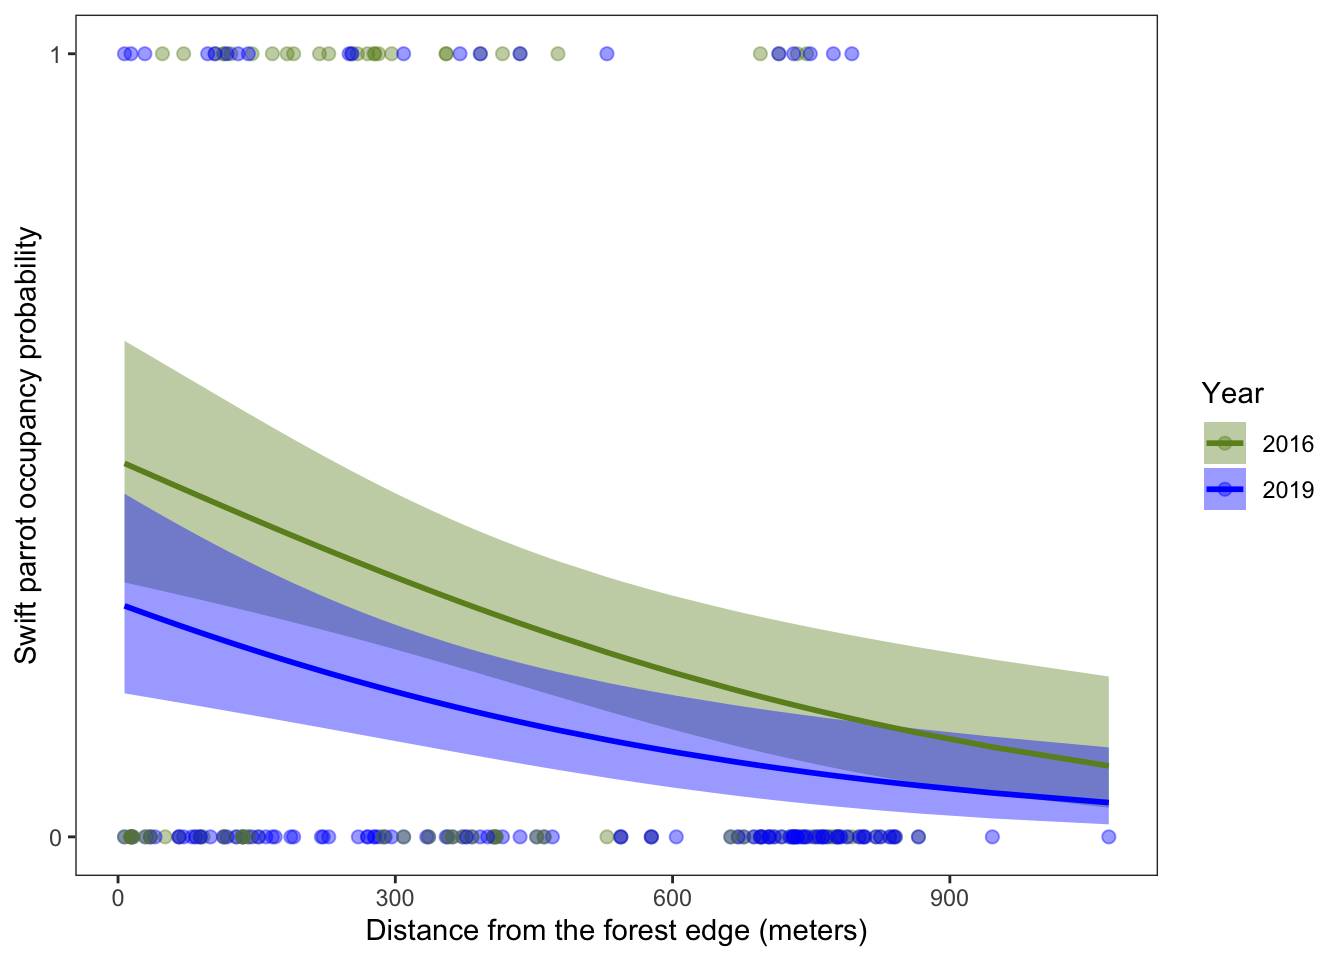 Swift parrot occupancy probability
1
0
0 300 600 900
Distance from the forest edge (meters)
Year
2016
2019